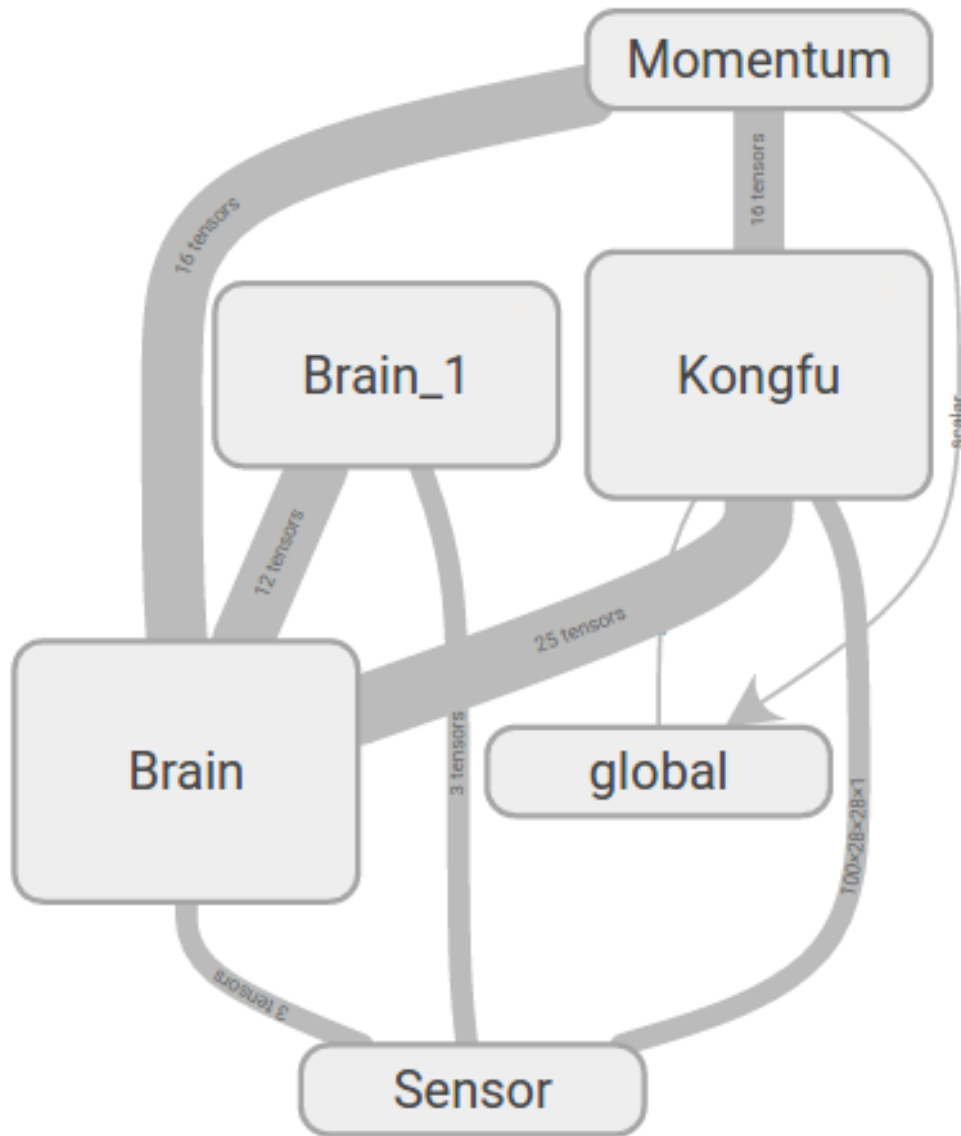 Momentum
16 tensors
16 tensors
Brain_1
Kongfu
scalar
12 tensors
25 tensors
3 tensors
Brain
global
100×28×28×1
3 tensors
Sensor